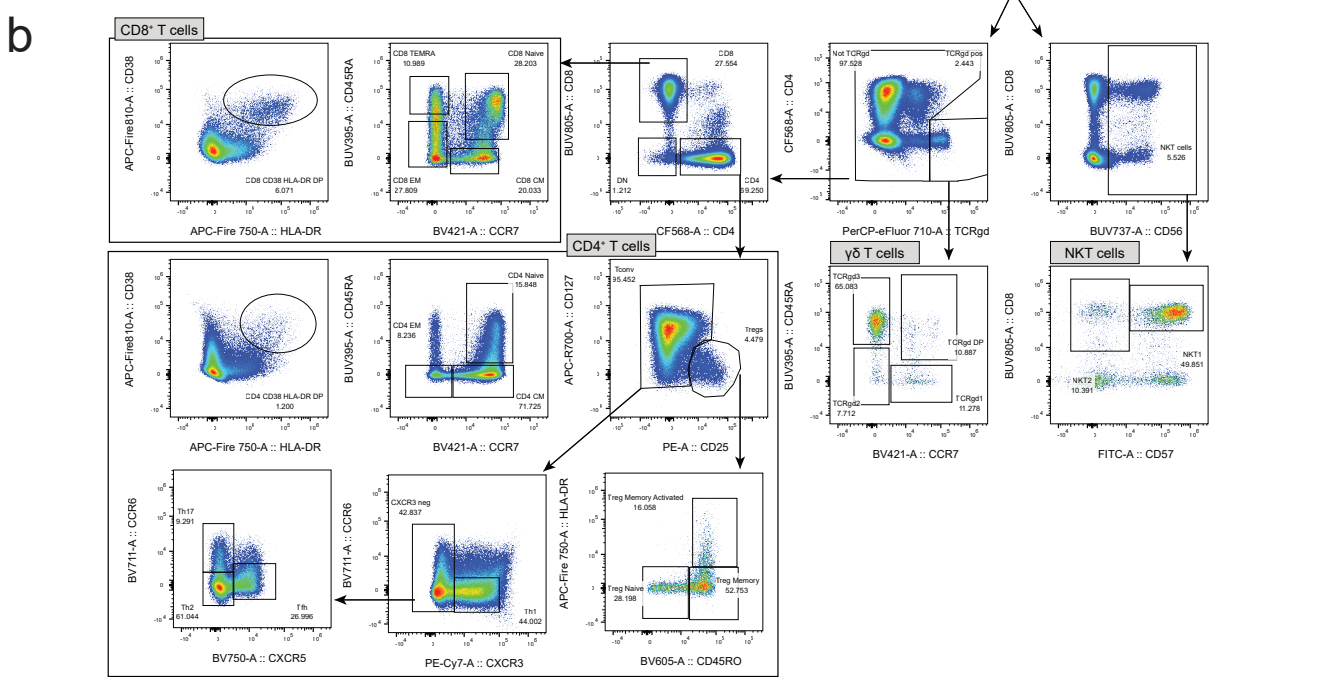 b
CD8⁺ T cells
APC-Fire810-A :: CD38
CD8 CD38 HLA-DR DP
6.071
APC-Fire 750-A :: HLA-DR
BUV395-A :: CD45RA
CD8 TEMRA
10.989
CD8 Naive
28.203
CD8 EM
27.809
CD8 CM
20.033
BV421-A :: CCR7
BUV805-A :: CD8
CD8
27.554
DN
1.212
CD4
69.250
CF568-A :: CD4
CF568-A :: CD4
Not TCRgd
97.528
TCRgd pos
2.443
PerCP-eFluor 710-A :: TCRgd
BUV805-A :: CD8
NKT cells
5.526
BUV737-A :: CD56
CD4⁺ T cells
APC-Fire810-A :: CD38
CD4 CD38 HLA-DR DP
1.200
APC-Fire 750-A :: HLA-DR
BUV395-A :: CD45RA
CD4 Naive
15.848
CD4 EM
8.236
CD4 CM
71.725
BV421-A :: CCR7
APC-R700-A :: CD127
Tconv
95.452
Tregs
4.479
PE-A :: CD25
γδ T cells
BUV395-A :: CD45RA
TCRgd3
65.083
TCRgd DP
10.887
TCRgd2
7.712
TCRgd1
11.278
BV421-A :: CCR7
NKT cells
BUV805-A :: CD8
NKT1
49.851
NKT2
10.391
FITC-A :: CD57
BV711-A :: CCR6
Th17
9.291
Th2
61.044
Tfh
26.996
BV750-A :: CXCR5
BV711-A :: CCR6
CXCR3 neg
42.837
Th1
44.002
PE-Cy7-A :: CXCR3
APC-Fire 750-A :: HLA-DR
Treg Memory Activated
16.058
Treg Naive
28.198
Treg Memory
52.753
BV605-A :: CD45RO